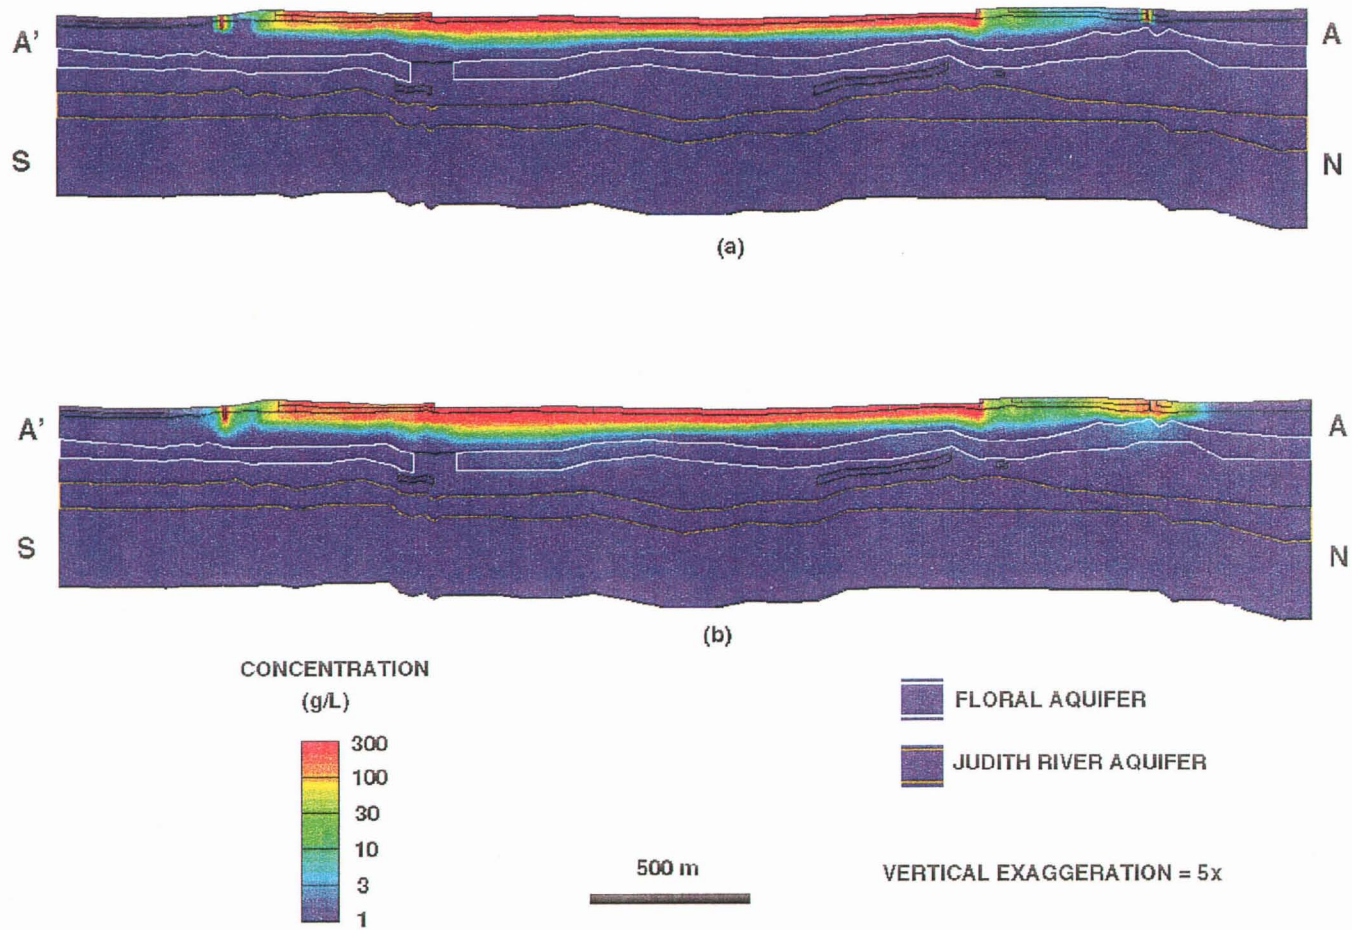 A' A
S N
(a)
A' A
S N
(b)
CONCENTRATION
(g/L)
300
100
30
10
3
1
FLORAL AQUIFER
JUDITH RIVER AQUIFER
500 m
VERTICAL EXAGGERATION = 5x